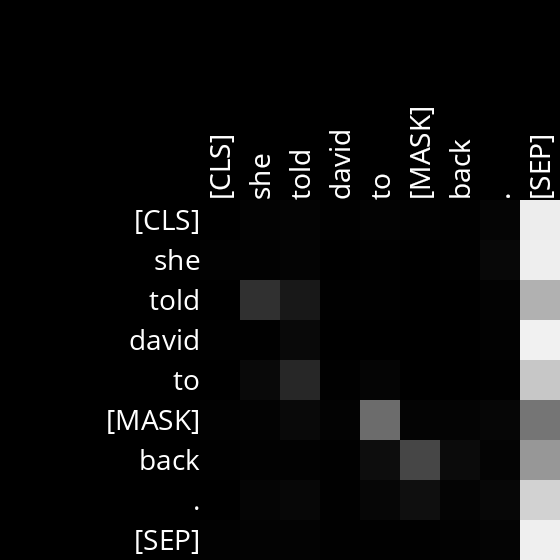 [CLS] she told david to [MASK] back . [SEP]
[CLS]
she
told
david
to
[MASK]
back
.
[SEP]